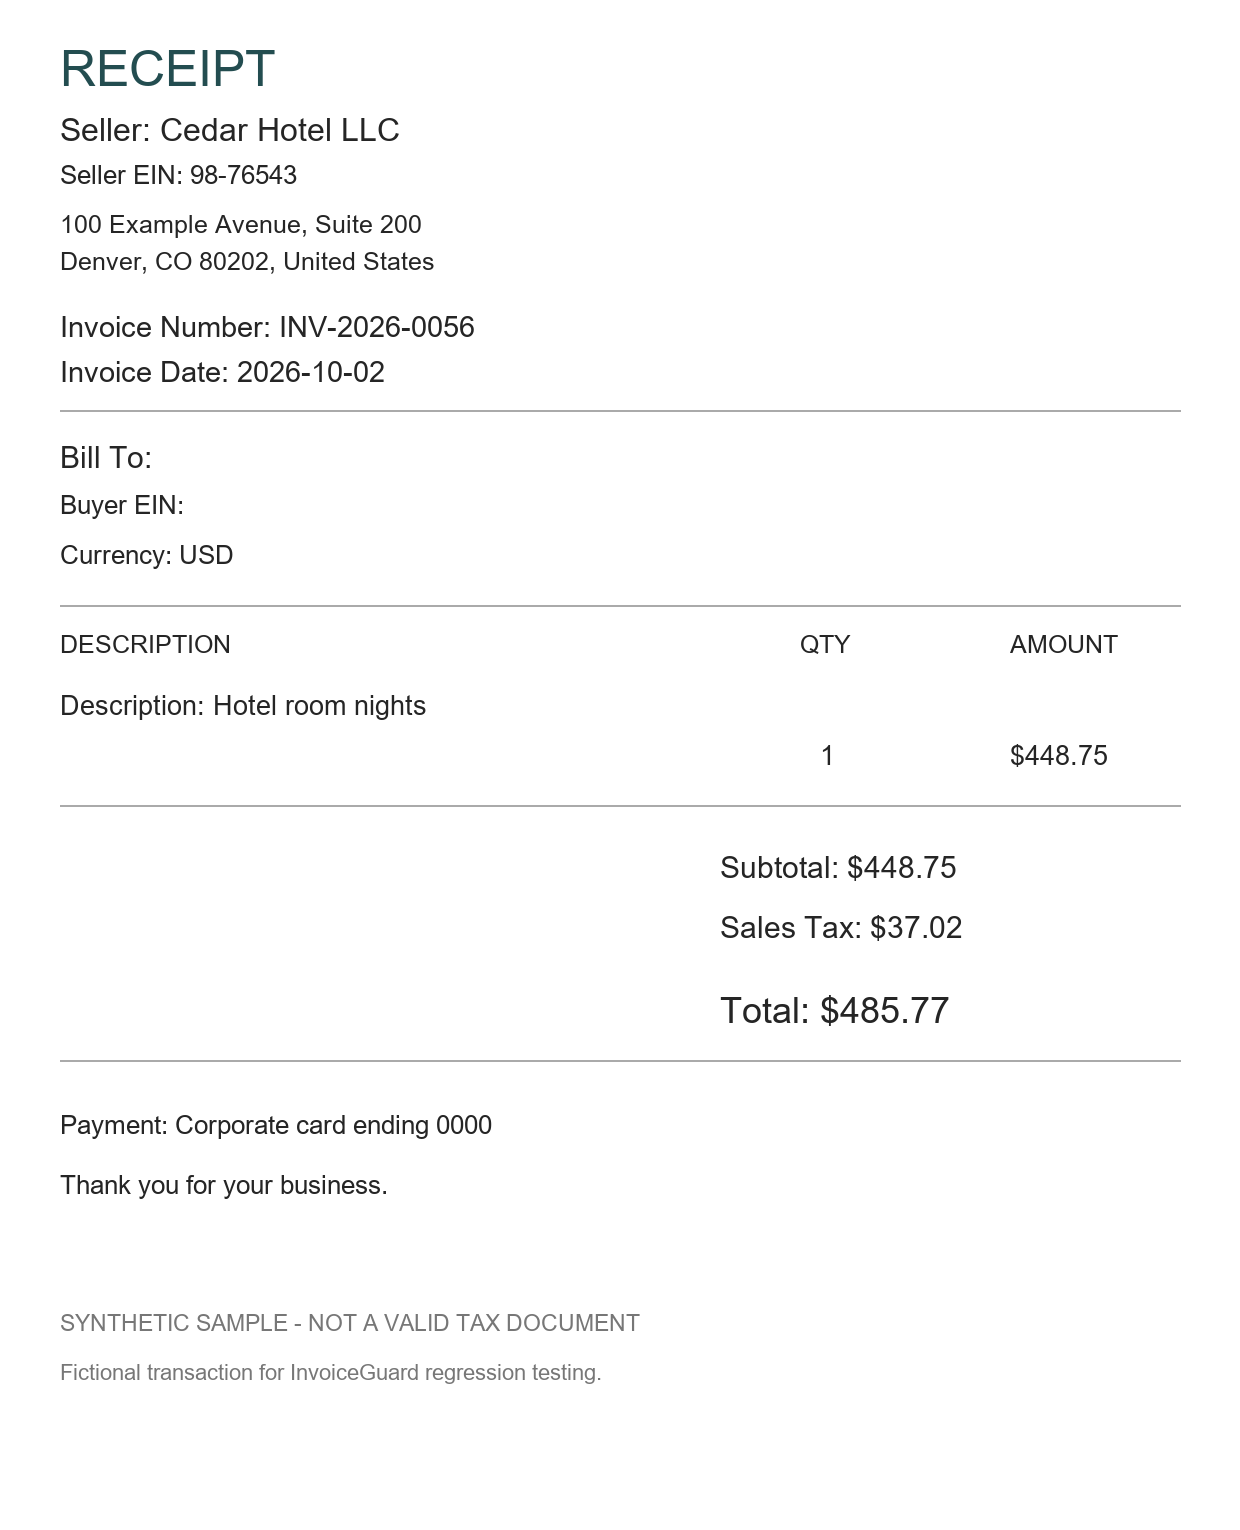 RECEIPT
Seller: Cedar Hotel LLC
Seller EIN: 98-76543
100 Example Avenue, Suite 200
Denver, CO 80202, United States
Invoice Number: INV-2026-0056
Invoice Date: 2026-10-02
Bill To:
Buyer EIN:
Currency: USD
DESCRIPTION QTY AMOUNT
Description: Hotel room nights
1 $448.75
Subtotal: $448.75
Sales Tax: $37.02
Total: $485.77
Payment: Corporate card ending 0000
Thank you for your business.
SYNTHETIC SAMPLE - NOT A VALID TAX DOCUMENT
Fictional transaction for InvoiceGuard regression testing.